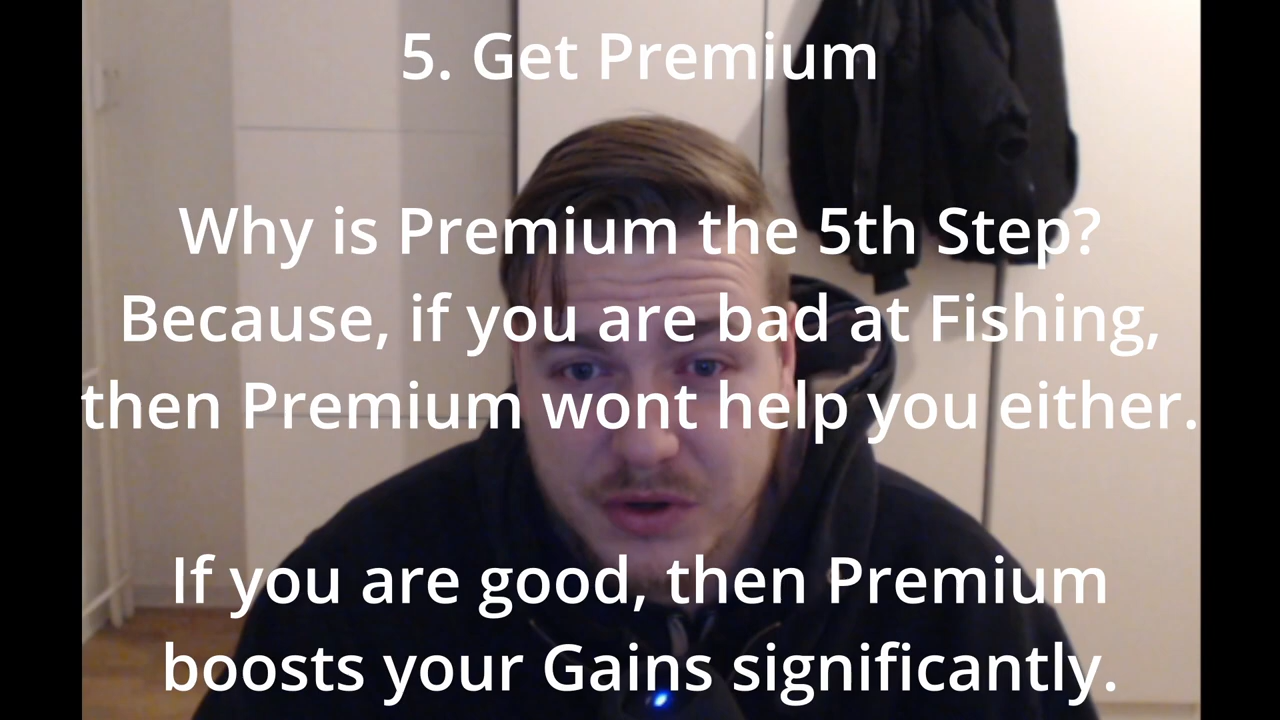 5. Get Premium
Why is Premium the 5th Step?
Because, if you are bad at Fishing,
then Premium wont help you either.
If you are good, then Premium
boosts your Gains significantly.